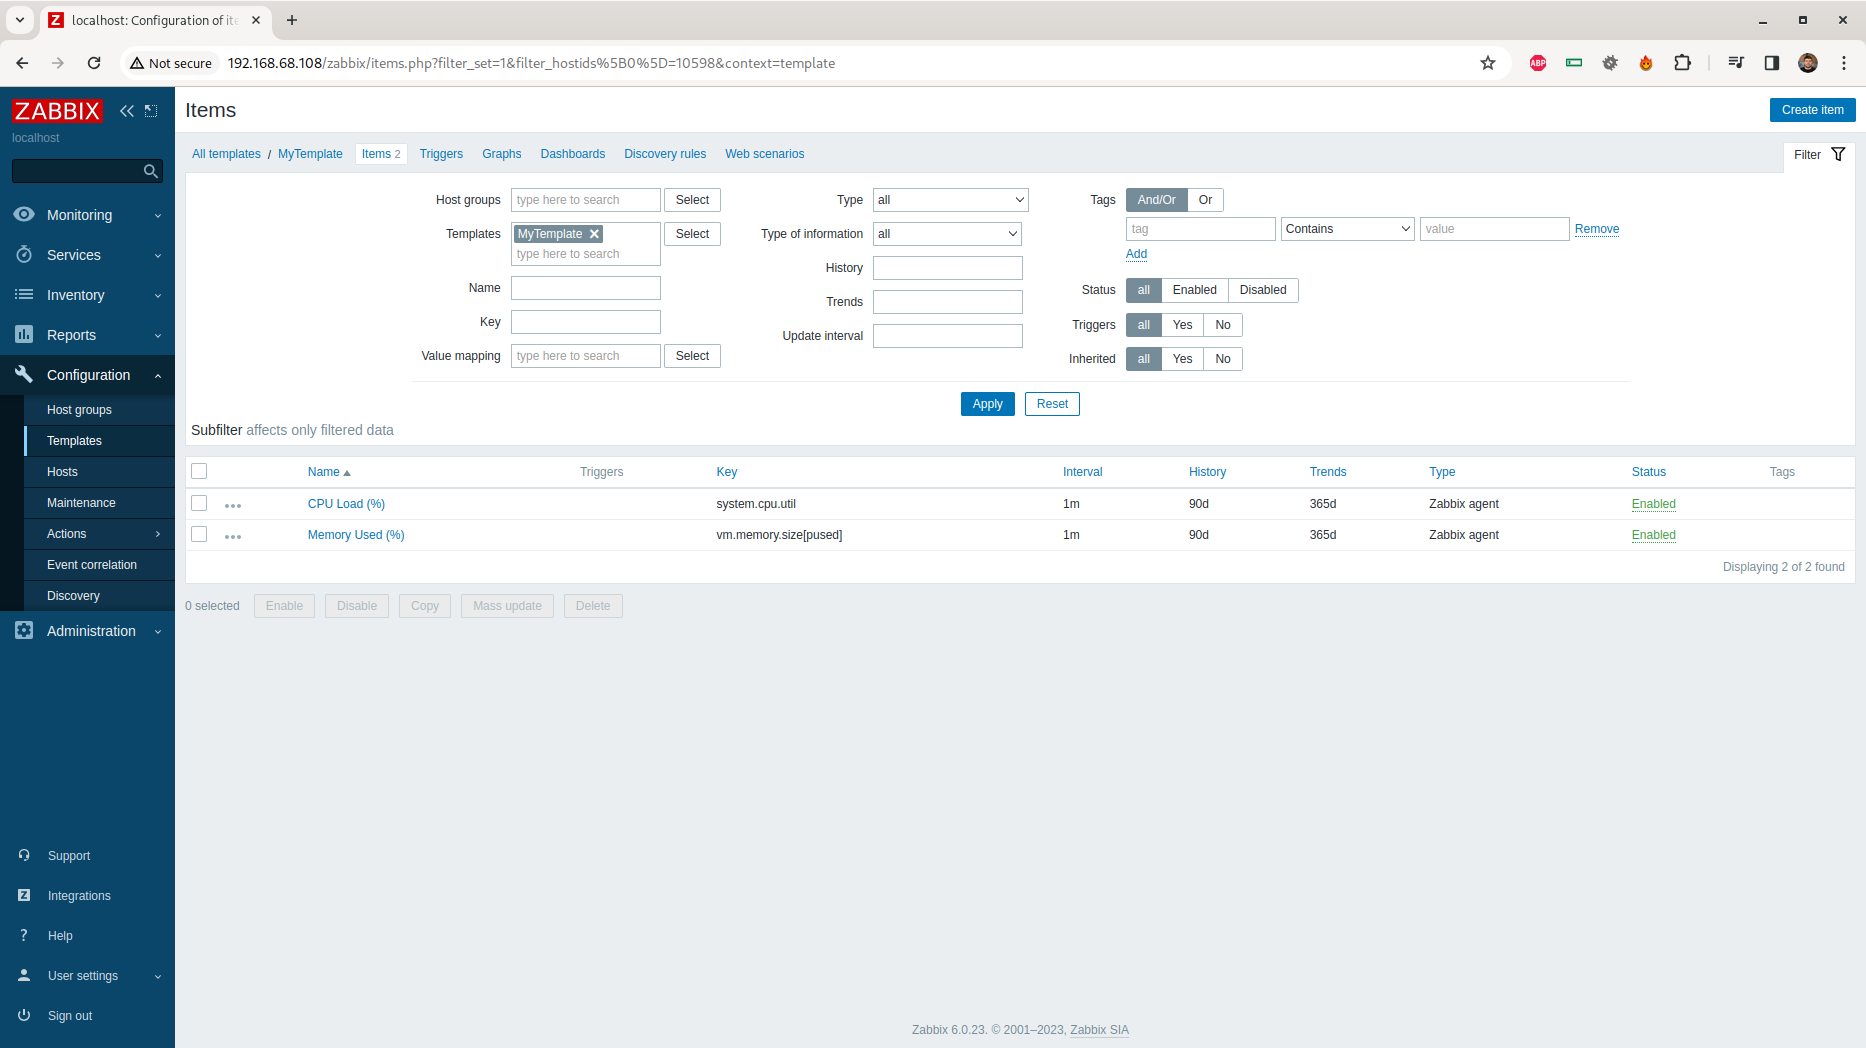 localhost: Configuration of ite
Not secure 192.168.68.108/zabbix/items.php?filter_set=1&filter_hostids%5B0%5D=10598&context=template
ABP
ZABBIX
localhost
Monitoring
Services
Inventory
Reports
Configuration
Host groups
Templates
Hosts
Maintenance
Actions
Event correlation
Discovery
Administration
Support
Integrations
Help
User settings
Sign out
Items
Create item
All templates / MyTemplate Items 2 Triggers Graphs Dashboards Discovery rules Web scenarios
Filter
Host groups type here to search Select
Templates MyTemplate Select
type here to search
Name
Key
Value mapping type here to search Select
Type all
Type of information all
History
Trends
Update interval
Tags And/Or Or
tag Contains value Remove
Add
Status all Enabled Disabled
Triggers all Yes No
Inherited all Yes No
Apply Reset
Subfilter affects only filtered data
Name Triggers Key Interval History Trends Type Status Tags
CPU Load (%) system.cpu.util 1m 90d 365d Zabbix agent Enabled
Memory Used (%) vm.memory.size[pused] 1m 90d 365d Zabbix agent Enabled
Displaying 2 of 2 found
0 selected Enable Disable Copy Mass update Delete
Zabbix 6.0.23. © 2001–2023, Zabbix SIA